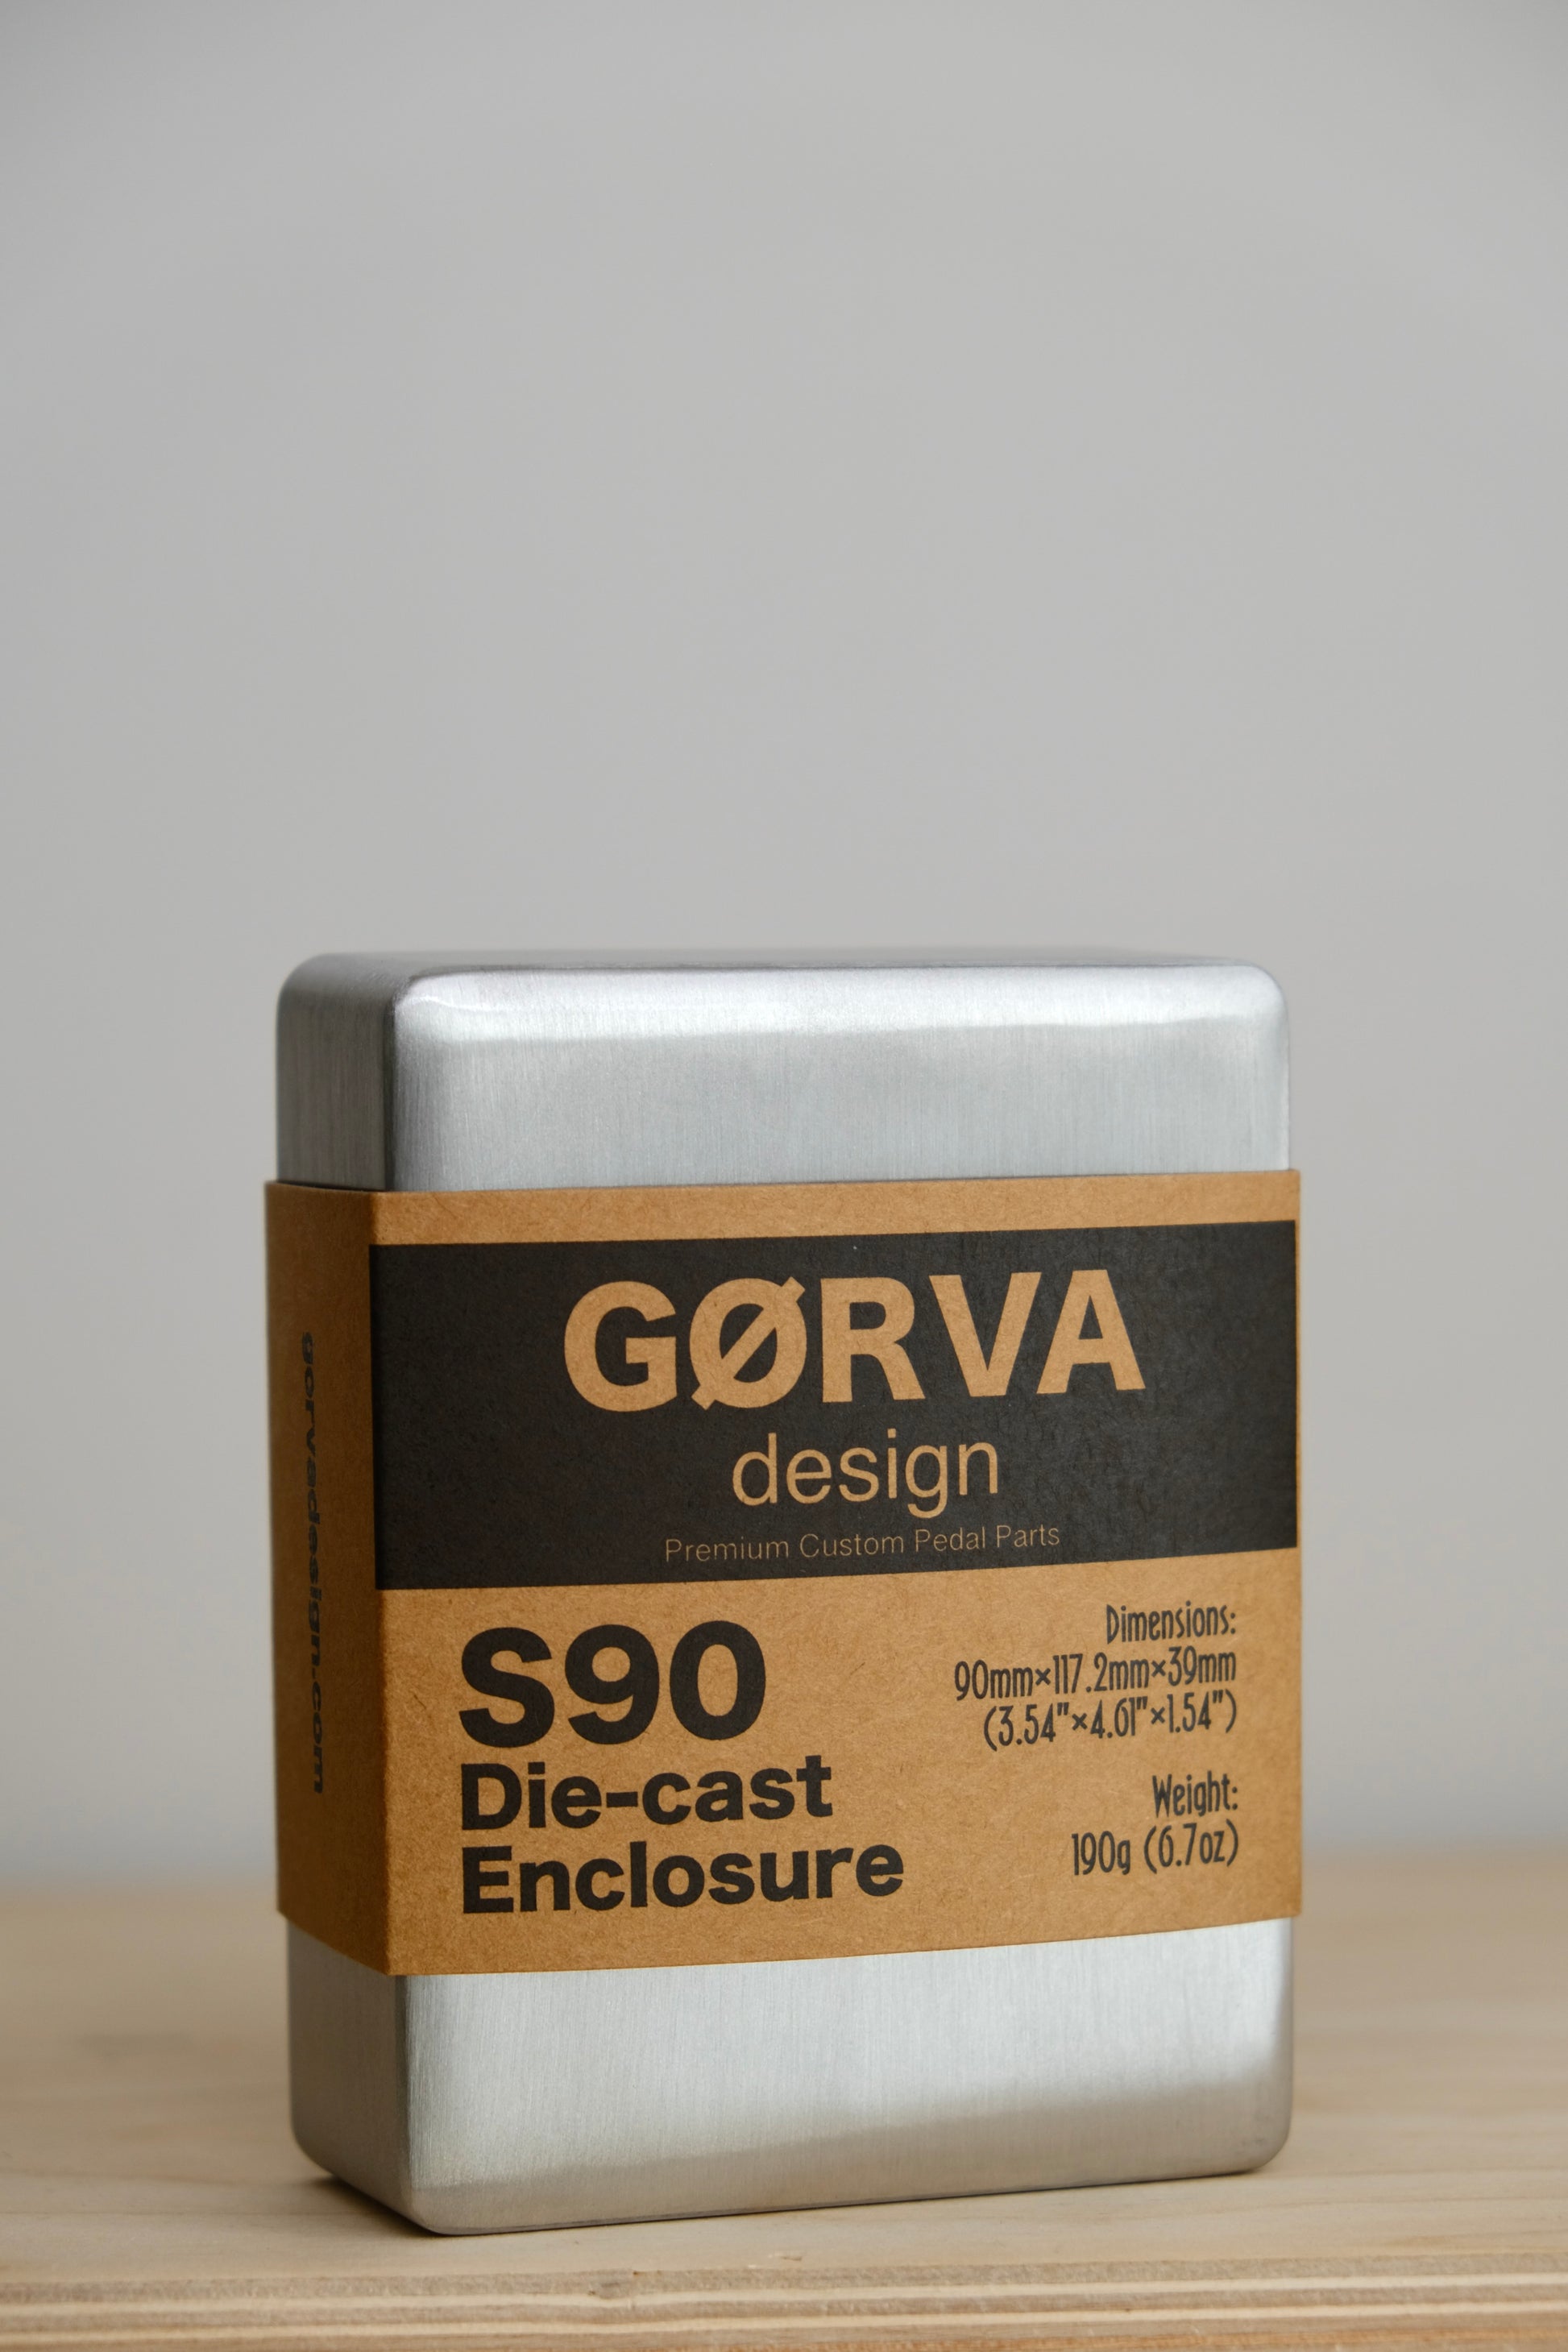 GØRVA
design
Premium Custom Pedal Parts
S90
Die-cast
Enclosure
Dimensions:
90mm×117.2mm×39mm
(3.54"×4.61"×1.54")
Weight:
190g (6.7oz)
gorvadesign.com